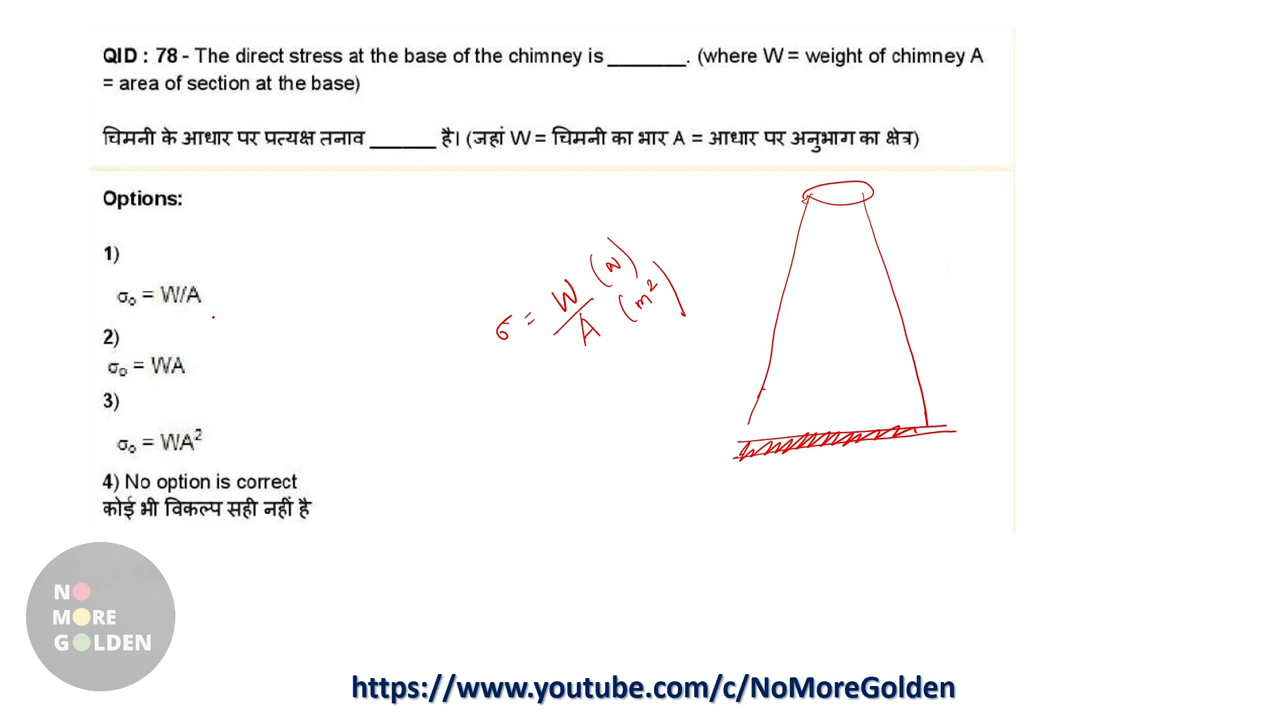 QID : 78 - The direct stress at the base of the chimney is _______. (where W = weight of chimney A
= area of section at the base)
चिमनी के आधार पर प्रत्यक्ष तनाव ______ है। (जहां W = चिमनी का भार A = आधार पर अनुभाग का क्षेत्र)
Options:
1)
σ₀ = W/A
2)
σ₀ = WA
3)
σ₀ = WA²
4) No option is correct
कोई भी विकल्प सही नहीं है
σ = W (N)
A (m²)
NO
MORE
GOLDEN
https://www.youtube.com/c/NoMoreGolden